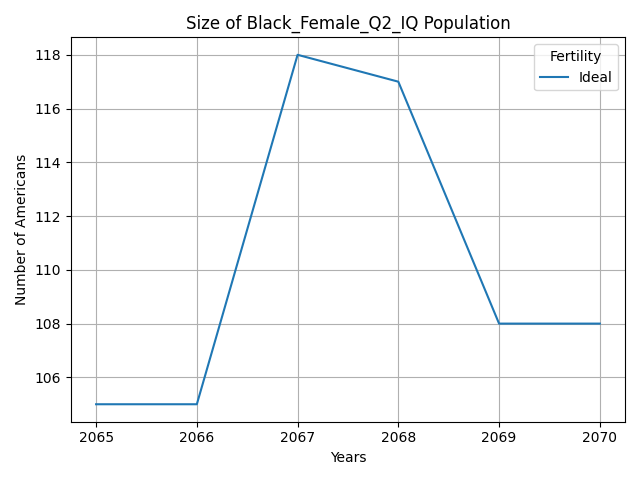 Size of Black_Female_Q2_IQ Population
Fertility
Ideal
118
116
114
112
110
108
106
Number of Americans
2065 2066 2067 2068 2069 2070
Years